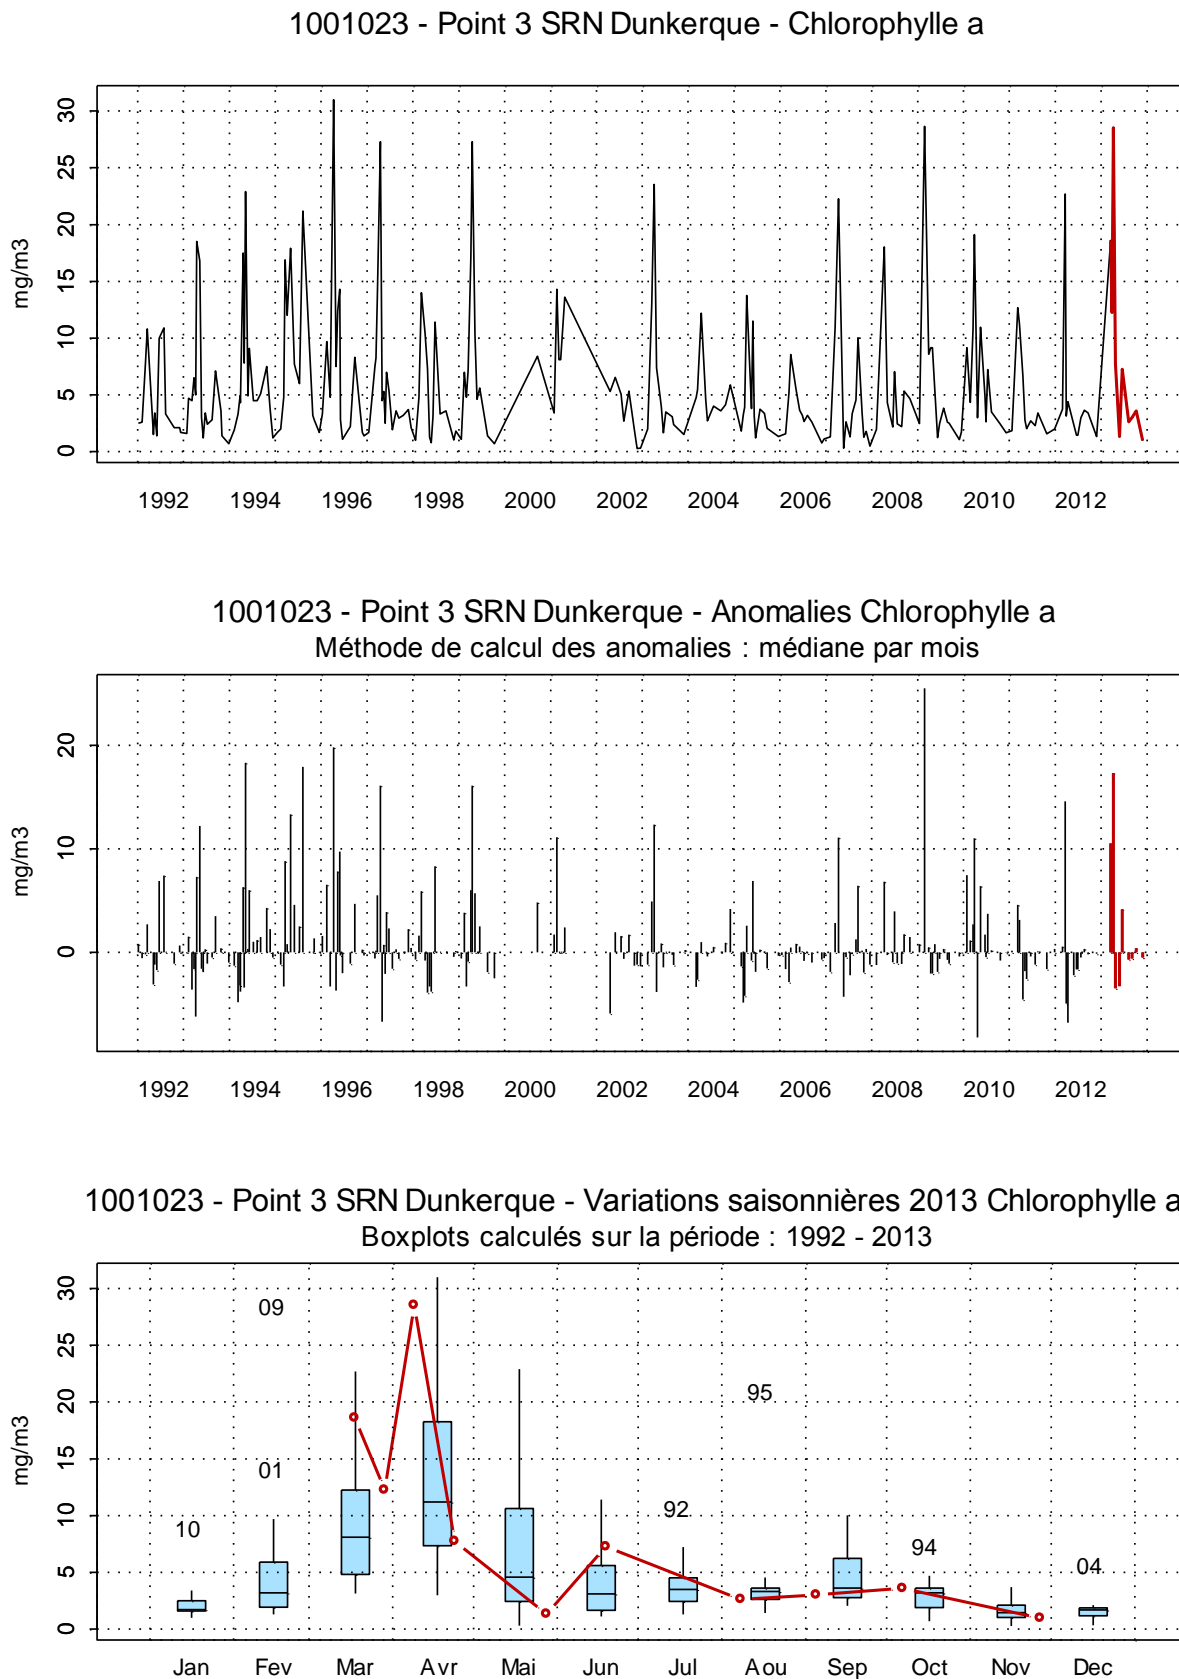 1001023 - Point 3 SRN Dunkerque - Chlorophylle a
30
25
20
15
10
5
0
mg/m3
1992 1994 1996 1998 2000 2002 2004 2006 2008 2010 2012
1001023 - Point 3 SRN Dunkerque - Anomalies Chlorophylle a
Méthode de calcul des anomalies : médiane par mois
20
10
0
mg/m3
1992 1994 1996 1998 2000 2002 2004 2006 2008 2010 2012
1001023 - Point 3 SRN Dunkerque - Variations saisonnières 2013 Chlorophylle a
Boxplots calculés sur la période : 1992 - 2013
30
25
20
15
10
5
0
mg/m3
09
95
01
92
10
94
04
Jan Fev Mar Avr Mai Jun Jul Aou Sep Oct Nov Dec